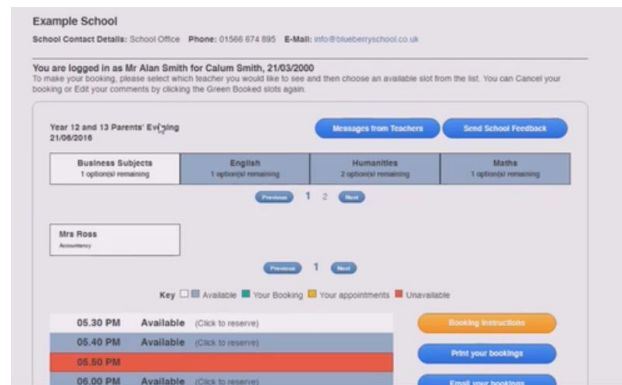 Example School
School Contact Details: School Office Phone: 01566 674 895 E-Mail: info@blueberryschool.co.uk
You are logged in as Mr Alan Smith for Calum Smith, 21/03/2000
To make your booking, please select which teacher you would like to see and then choose an available slot from the list. You can Cancel your
booking or Edit your comments by clicking the Green Booked slots again.
Year 12 and 13 Parents' Evening
21/06/2016
Messages from Teachers
Send School Feedback
Business Subjects
1 option(s) remaining
English
1 option(s) remaining
Humanities
2 option(s) remaining
Maths
1 option(s) remaining
Previous 1 2 Next
Mrs Ross
Accountancy
Previous 1 Next
Key Available Your Booking Your appointments Unavailable
05.30 PM Available (Click to reserve)
Booking Instructions
05.40 PM Available (Click to reserve)
Print your bookings
05.50 PM
06.00 PM Available (Click to reserve)
Email your bookings